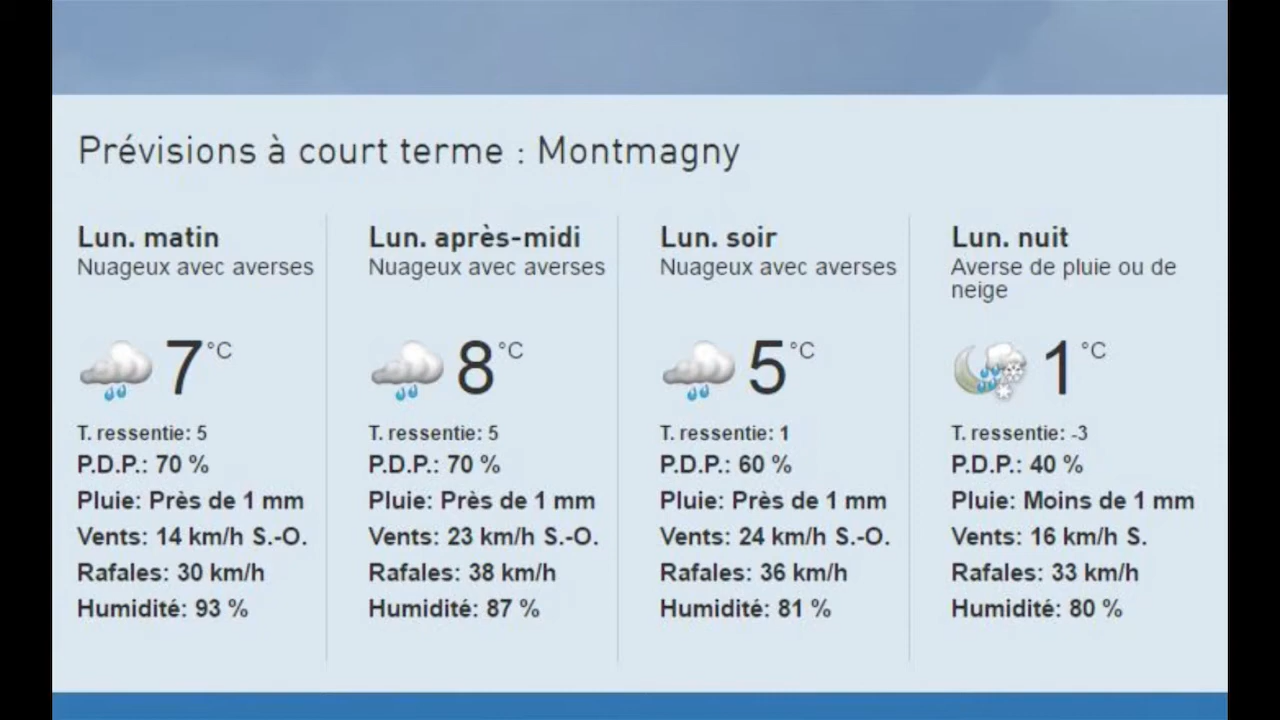 Prévisions à court terme : Montmagny
Lun. matin
Nuageux avec averses
7 °C
T. ressentie: 5
P.D.P.: 70 %
Pluie: Près de 1 mm
Vents: 14 km/h S.-O.
Rafales: 30 km/h
Humidité: 93 %
Lun. après-midi
Nuageux avec averses
8 °C
T. ressentie: 5
P.D.P.: 70 %
Pluie: Près de 1 mm
Vents: 23 km/h S.-O.
Rafales: 38 km/h
Humidité: 87 %
Lun. soir
Nuageux avec averses
5 °C
T. ressentie: 1
P.D.P.: 60 %
Pluie: Près de 1 mm
Vents: 24 km/h S.-O.
Rafales: 36 km/h
Humidité: 81 %
Lun. nuit
Averse de pluie ou de
neige
1 °C
T. ressentie: -3
P.D.P.: 40 %
Pluie: Moins de 1 mm
Vents: 16 km/h S.
Rafales: 33 km/h
Humidité: 80 %